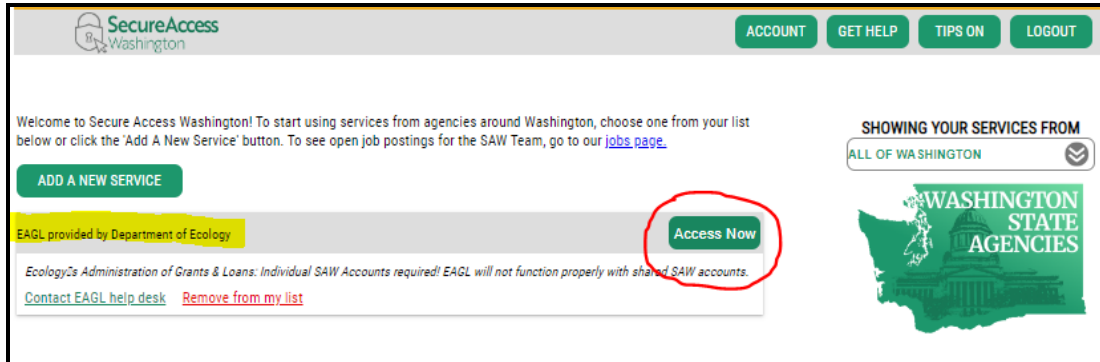 SecureAccess
Washington
ACCOUNT GET HELP TIPS ON LOGOUT
Welcome to Secure Access Washington! To start using services from agencies around Washington, choose one from your list
below or click the 'Add A New Service' button. To see open job postings for the SAW Team, go to our jobs page.
SHOWING YOUR SERVICES FROM
ALL OF WASHINGTON
ADD A NEW SERVICE
WASHINGTON
STATE
AGENCIES
EAGL provided by Department of Ecology
Access Now
Ecology⍰s Administration of Grants & Loans: Individual SAW Accounts required! EAGL will not function properly with shared SAW accounts.
Contact EAGL help desk Remove from my list